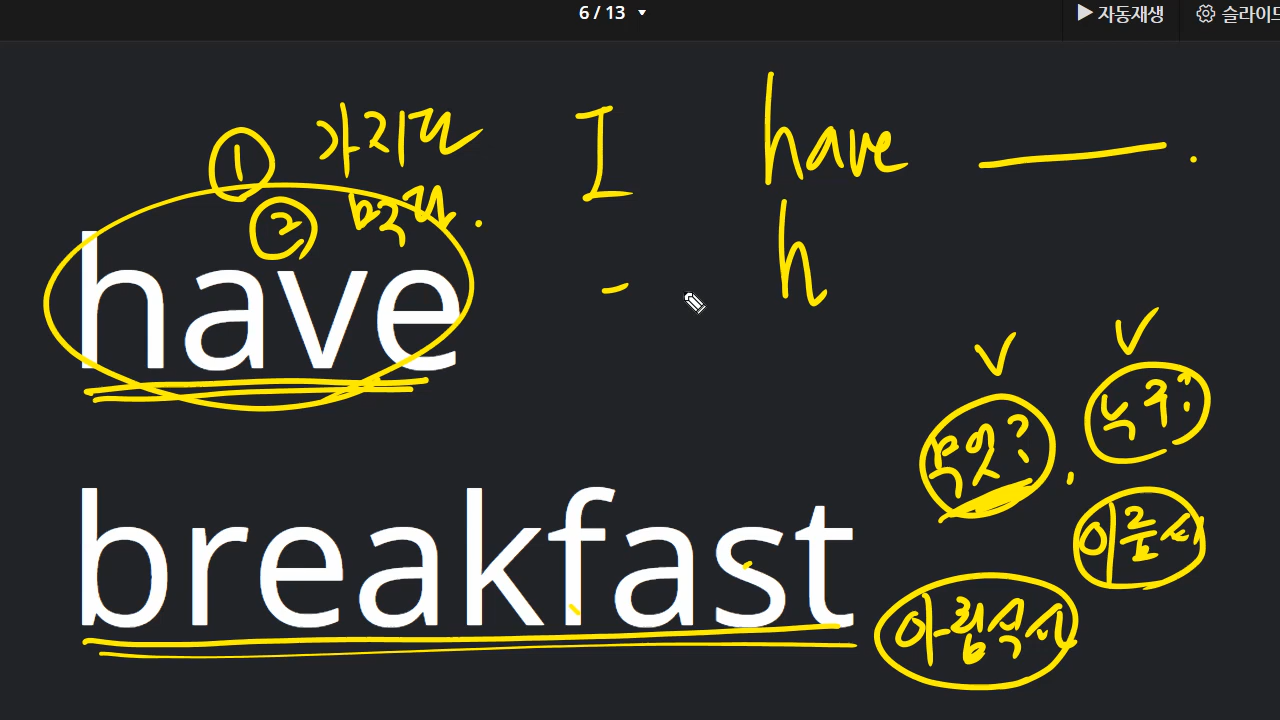 6 / 13
▶ 자동재생
슬라이드
① 가지다
② 먹다.
I have ______ .
h
have
무엇? , 누구?
breakfast
이름씨
아침식사